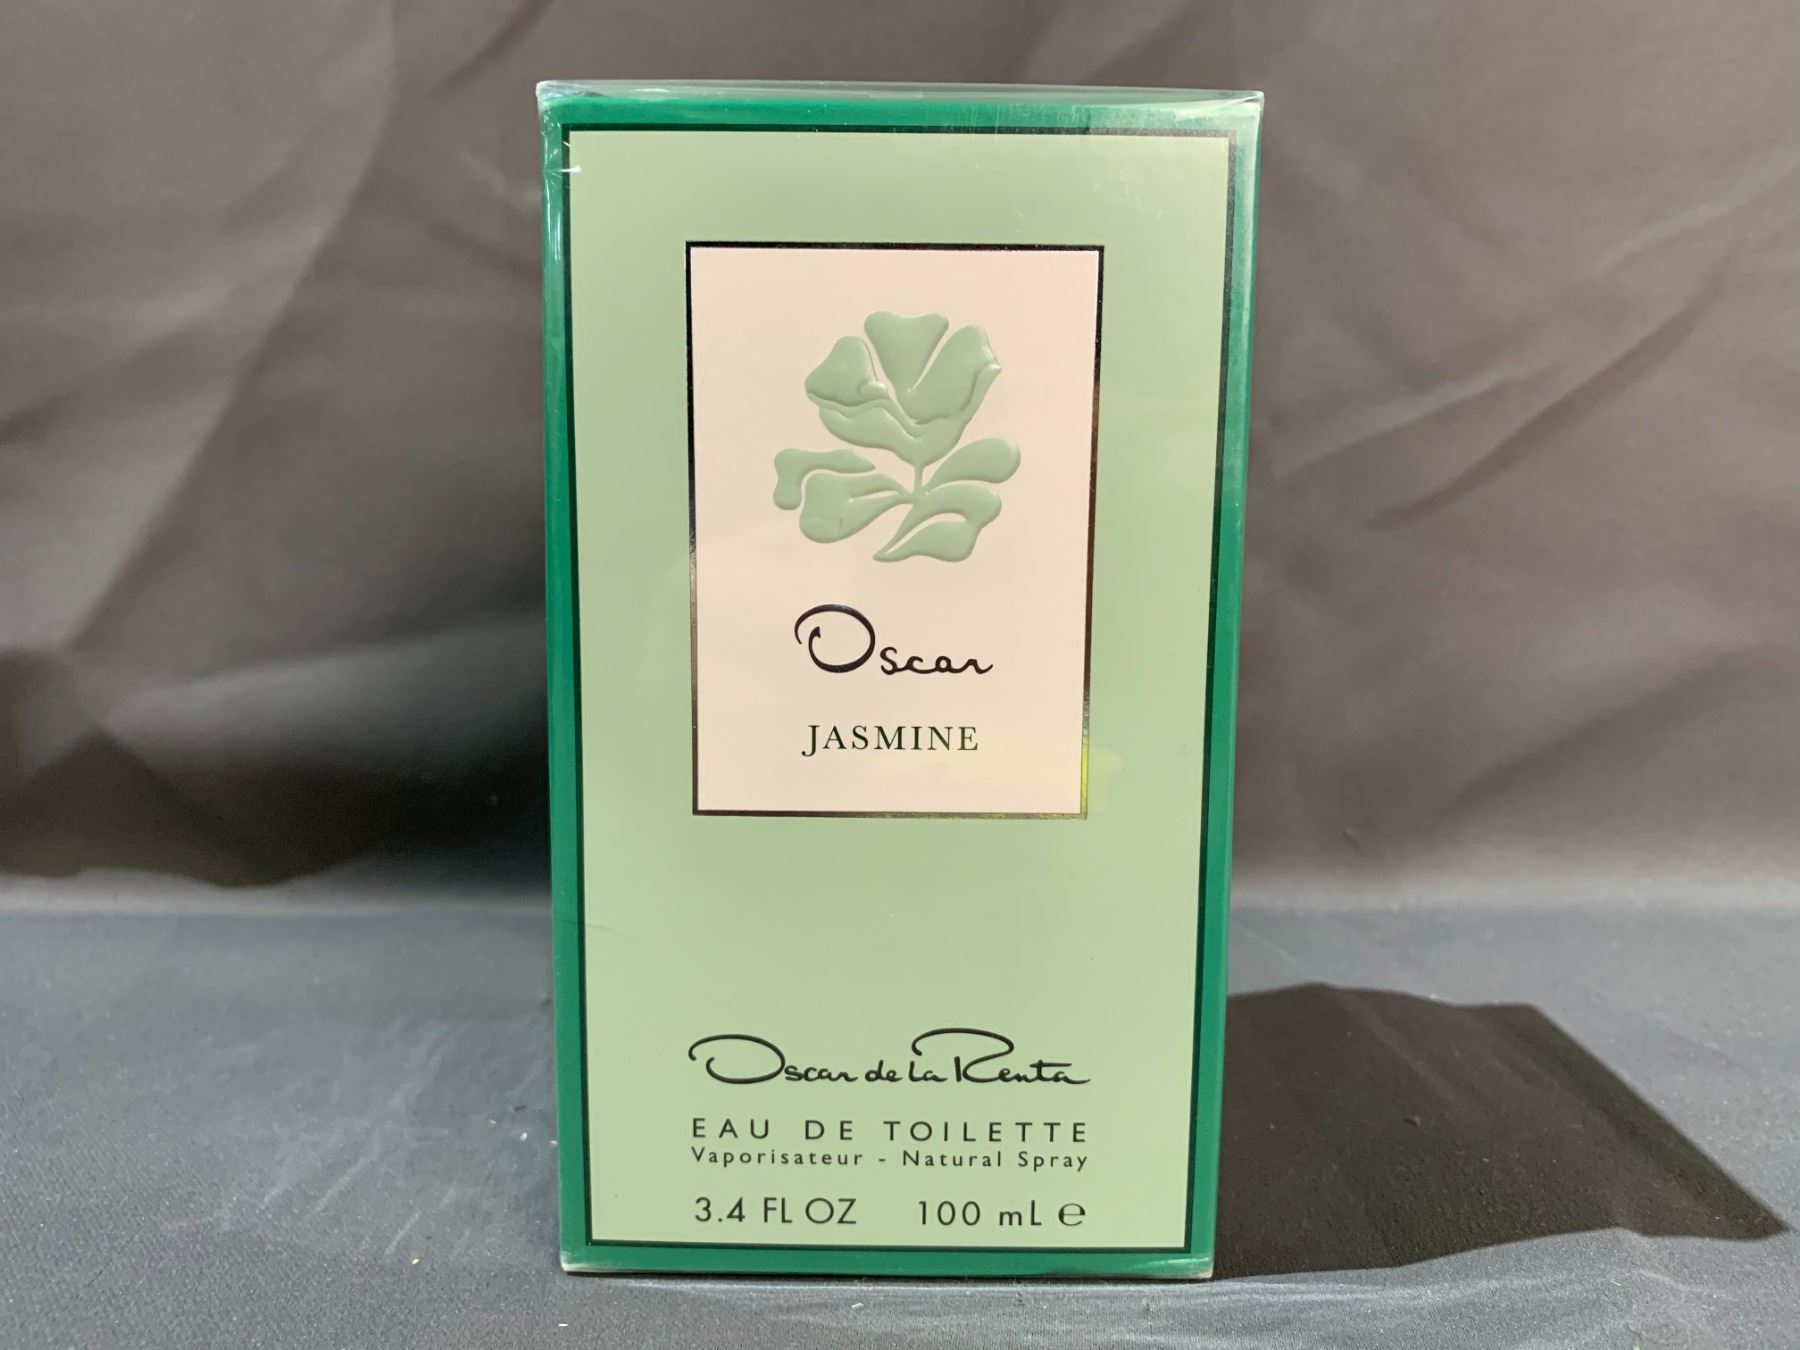 Oscar
JASMINE
Oscar de la Renta
EAU DE TOILETTE
Vaporisateur - Natural Spray
3.4 FL OZ 100 mL ℮